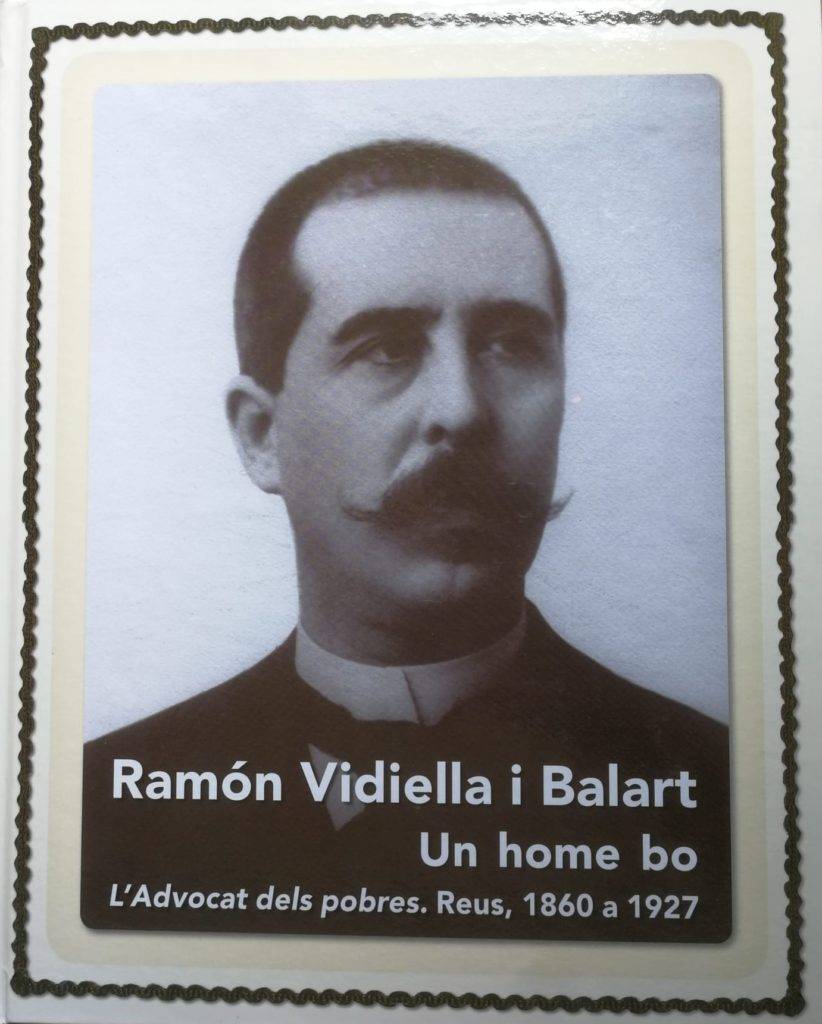 Ramón Vidiella i Balart
Un home bo
L'Advocat dels pobres. Reus, 1860 a 1927